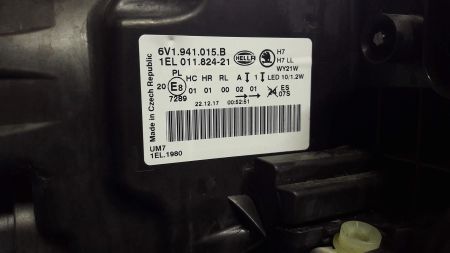 6V1.941.015.B
1EL 011.824-21
HELLA
H7
H7 LL
WY21W
LED 10/1.2W
PL HC HR RL A 1
20 E8 01 01 00 02 01 ES
7289 .07S
22.12.17 00:52:51
UM7
1EL.1980
Made in Czech Republic